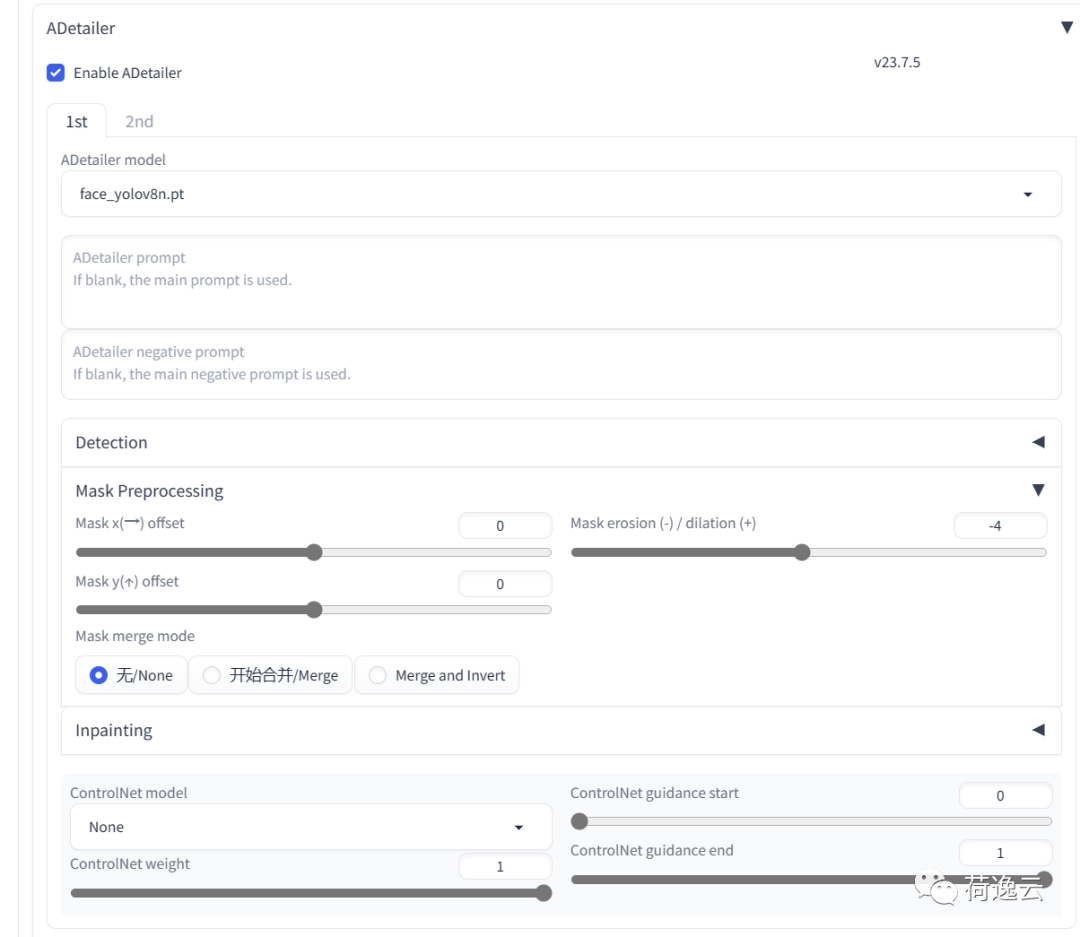 ADetailer
Enable ADetailer
v23.7.5
1st 2nd
ADetailer model
face_yolov8n.pt
ADetailer prompt
If blank, the main prompt is used.
ADetailer negative prompt
If blank, the main negative prompt is used.
Detection
Mask Preprocessing
Mask x(→) offset 0
Mask erosion (-) / dilation (+) -4
Mask y(↑) offset 0
Mask merge mode
无/None 开始合并/Merge Merge and Invert
Inpainting
ControlNet model
None
ControlNet weight 1
ControlNet guidance start 0
ControlNet guidance end 1
荷逸云